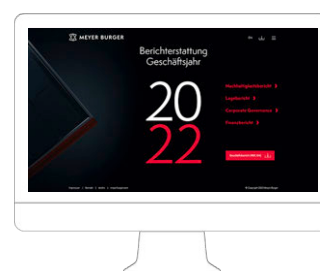 MEYER BURGER
Berichterstattung
Geschäftsjahr
20
22
Nachhaltigkeitsbericht
Lagebericht
Corporate Governance
Finanzbericht